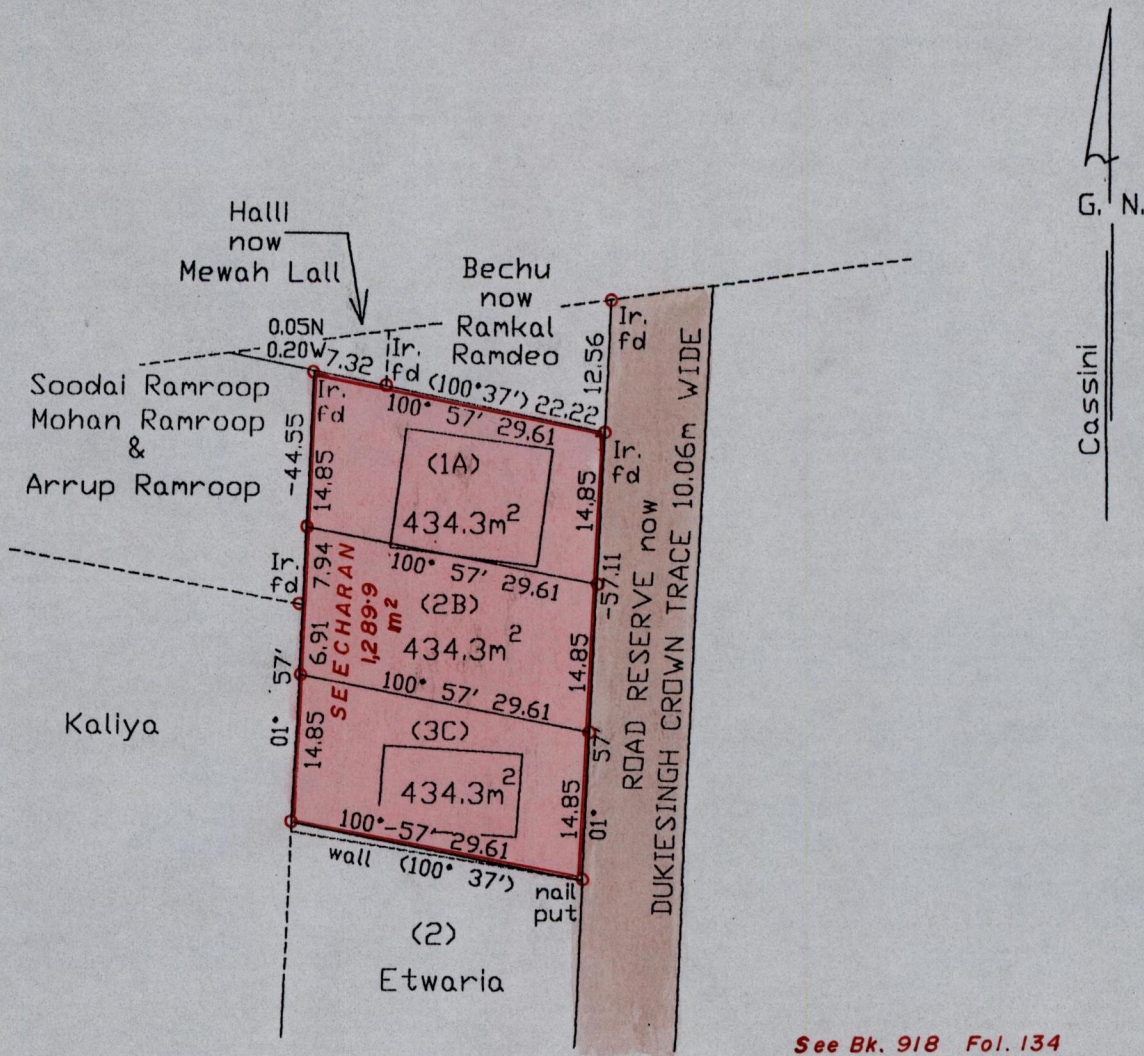 G. N.
Cassini
Halli
now
Mewah Lall
Bechu
now
Ramkal
Ramdeo
0.05N
0.20W
7.32
Ir.
fd
(100°37') 22.22
Ir.
fd
12.56
Soodai Ramroop
Mohan Ramroop
&
Arrup Ramroop
Ir.
fd
100° 57' 29.61
Ir.
fd
-44.55
14.85
(1A)
434.3m²
14.85
100° 57' 29.61
Ir.
fd
7.94
6.91
SEECHARAN
1,289.9
m²
(2B)
434.3m²
14.85
-57.11
100° 57' 29.61
Kaliya
01° 57'
14.85
(3C)
434.3m²
14.85
01° 57'
100°-57' 29.61
wall (100° 37')
nail
put
ROAD RESERVE now
DUKIESINGH CROWN TRACE 10.06m WIDE
(2)
Etwaria
See Bk. 918 Fol. 134